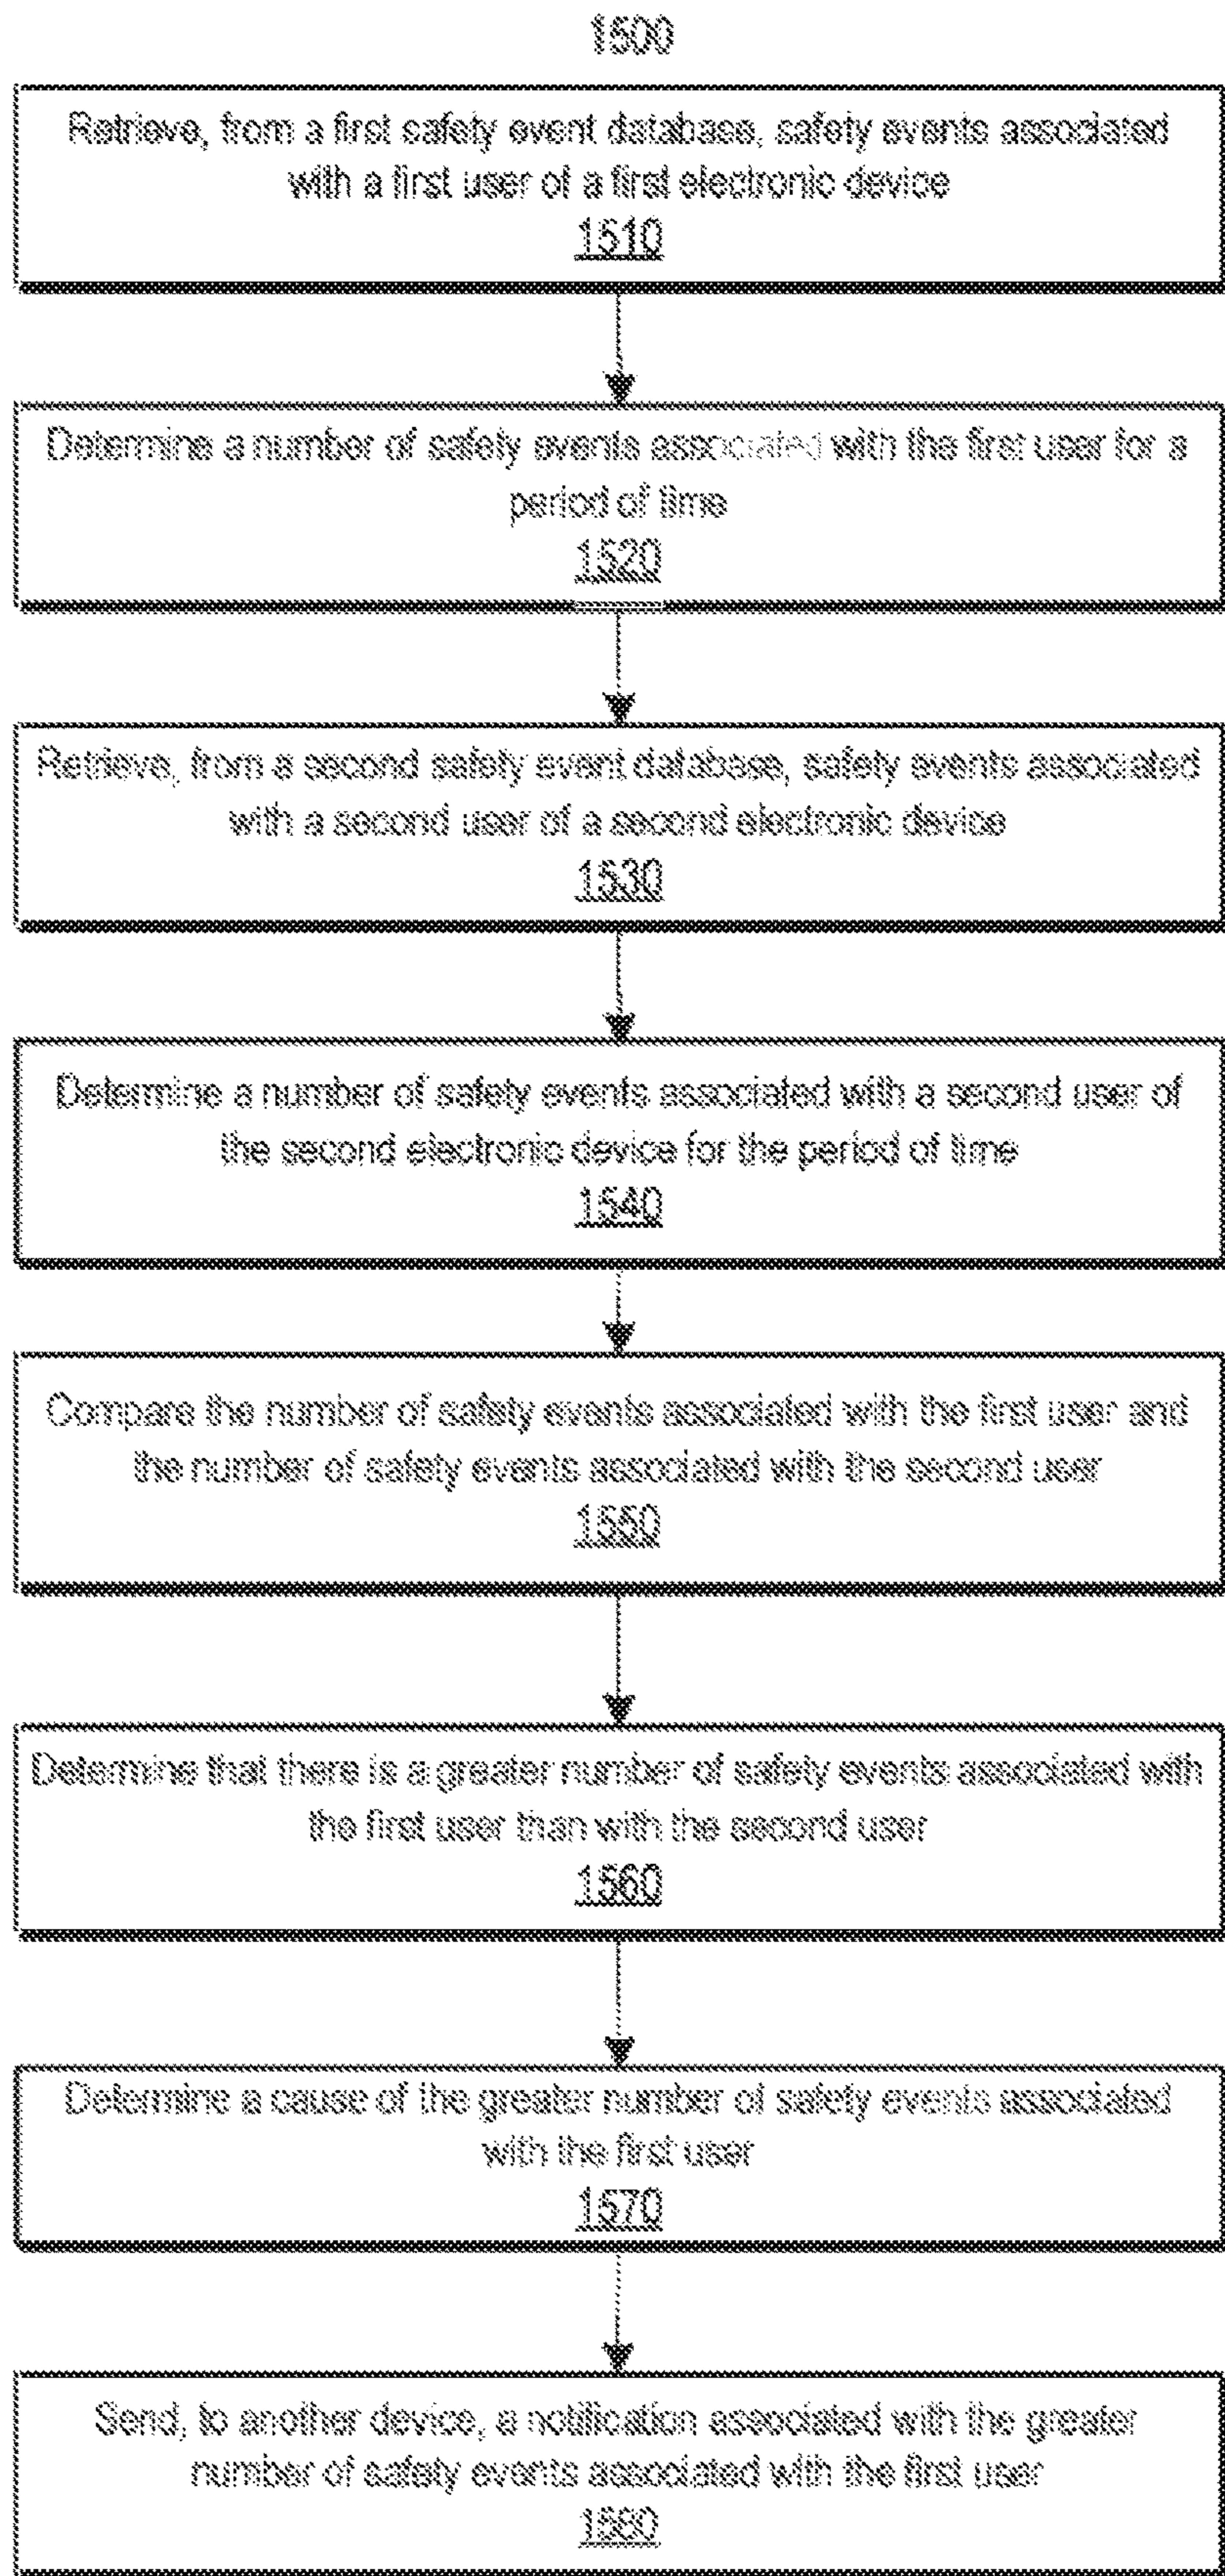 1500
Retrieve, from a first safety event database, safety events associated
with a first user of a first electronic device
1510
Determine a number of safety events associated with the first user for a
period of time
1520
Retrieve, from a second safety event database, safety events associated
with a second user of a second electronic device
1530
Determine a number of safety events associated with a second user of
the second electronic device for the period of time
1540
Compare the number of safety events associated with the first user and
the number of safety events associated with the second user
1550
Determine that there is a greater number of safety events associated with
the first user than with the second user
1560
Determine a cause of the greater number of safety events associated
with the first user
1570
Send, to another device, a notification associated with the greater
number of safety events associated with the first user
1580